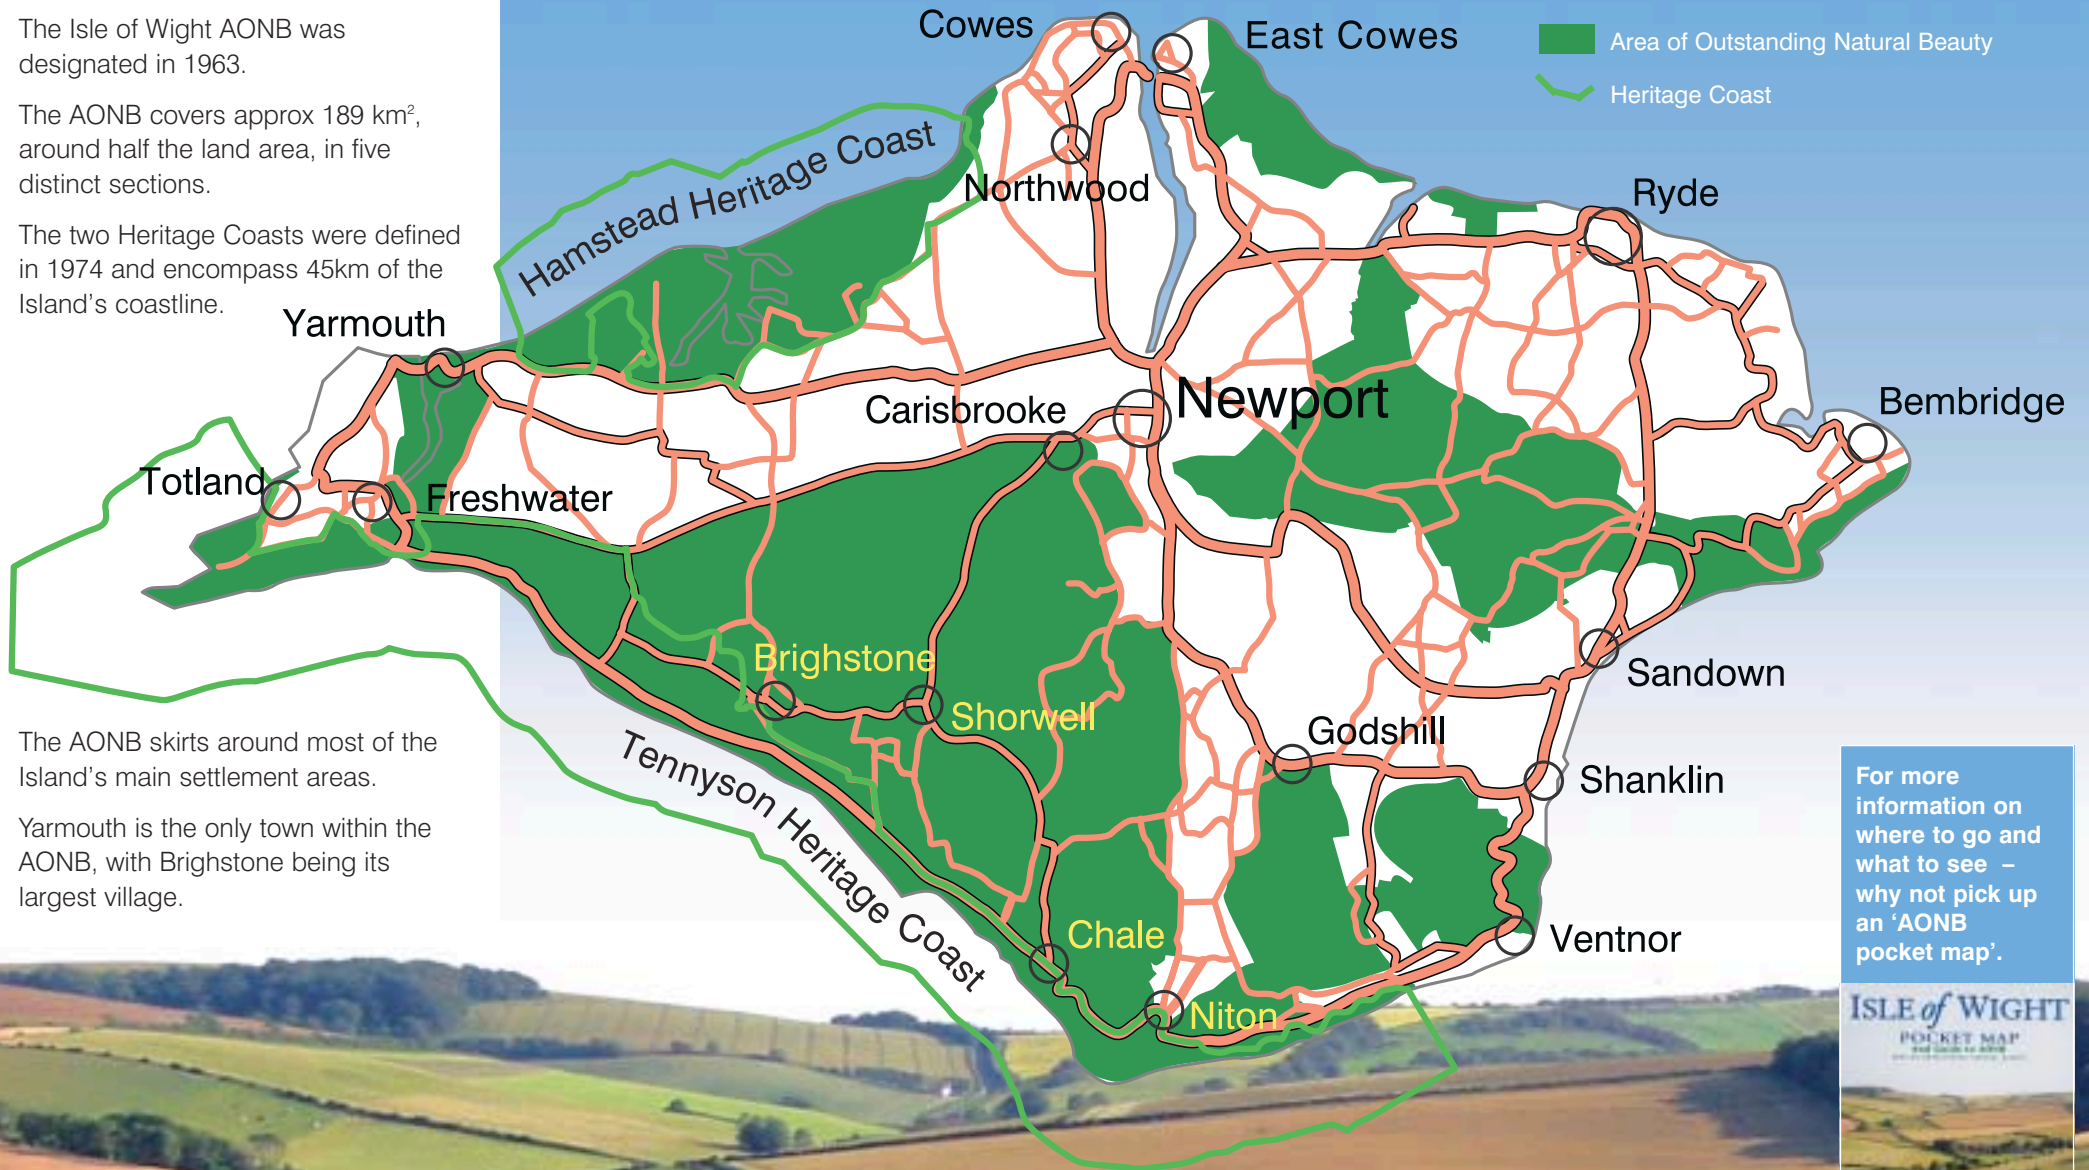 The Isle of Wight AONB was
designated in 1963.
The AONB covers approx 189 km²,
around half the land area, in five
distinct sections.
The two Heritage Coasts were defined
in 1974 and encompass 45km of the
Island's coastline.
Cowes
East Cowes
Area of Outstanding Natural Beauty
Heritage Coast
Hamstead Heritage Coast
Northwood
Ryde
Yarmouth
Carisbrooke
Newport
Bembridge
Totland
Freshwater
Brighstone
Shorwell
Sandown
Godshill
Shanklin
Tennyson Heritage Coast
Chale
Ventnor
Niton
The AONB skirts around most of the
Island's main settlement areas.
Yarmouth is the only town within the
AONB, with Brighstone being its
largest village.
For more
information on
where to go and
what to see –
why not pick up
an ‘AONB
pocket map’.
ISLE of WIGHT
POCKET MAP